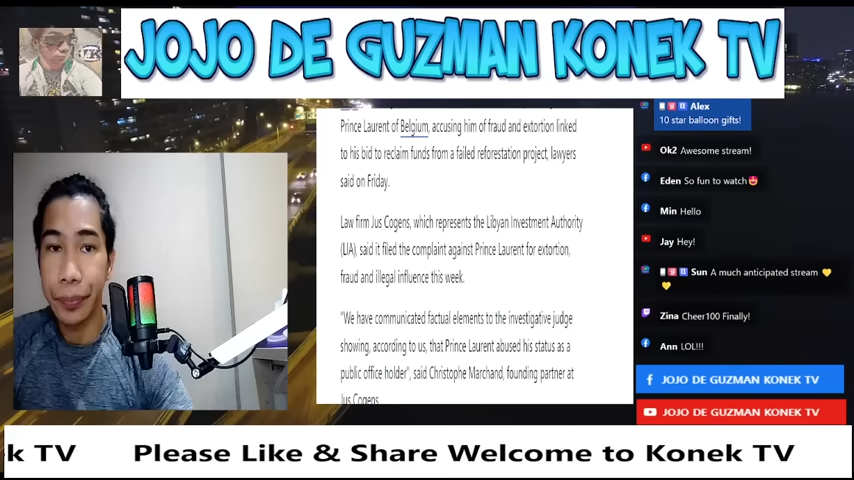 JOJO DE GUZMAN KONEK TV
Prince Laurent of Belgium, accusing him of fraud and extortion linked
to his bid to reclaim funds from a failed reforestation project, lawyers
said on Friday.
Law firm Jus Cogens, which represents the Libyan Investment Authority
(LIA), said it filed the complaint against Prince Laurent for extortion,
fraud and illegal influence this week.
"We have communicated factual elements to the investigative judge
showing, according to us, that Prince Laurent abused his status as a
public office holder", said Christophe Marchand, founding partner at
Jus Cogens
Alex
10 star balloon gifts!
Ok2 Awesome stream!
Eden So fun to watch😍
Min Hello
Jay Hey!
Sun A much anticipated stream 💛
💛
Zina Cheer100 Finally!
Ann LOL!!!
JOJO DE GUZMAN KONEK TV
JOJO DE GUZMAN KONEK TV
k TV Please Like & Share Welcome to Konek TV